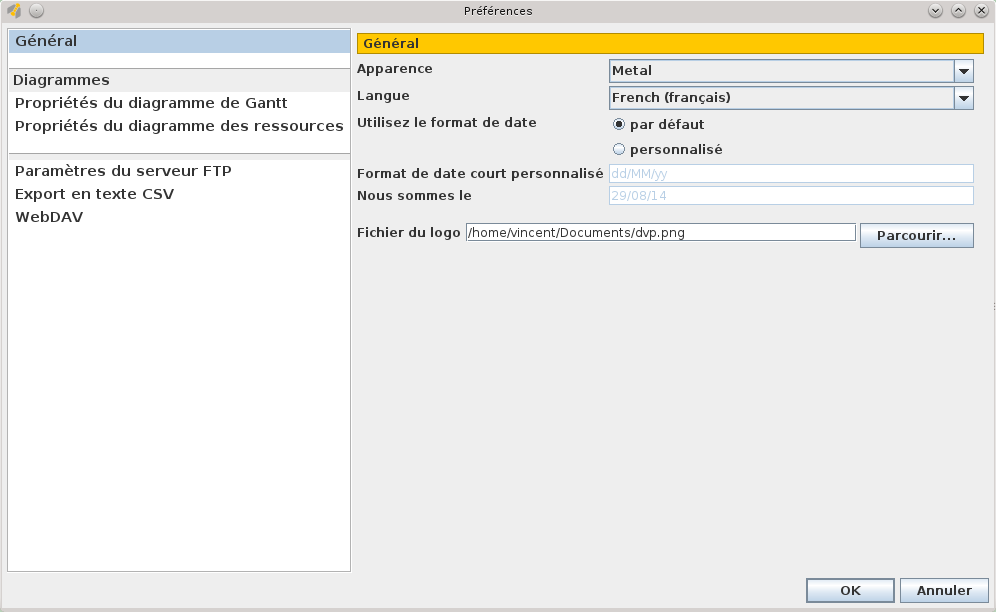 Préférences
Général
Diagrammes
Propriétés du diagramme de Gantt
Propriétés du diagramme des ressources
Paramètres du serveur FTP
Export en texte CSV
WebDAV
Général
Apparence Metal
Langue French (français)
Utilisez le format de date par défaut
personnalisé
Format de date court personnalisé dd/MM/yy
Nous sommes le 29/08/14
Fichier du logo /home/vincent/Documents/dvp.png Parcourir...
OK Annuler